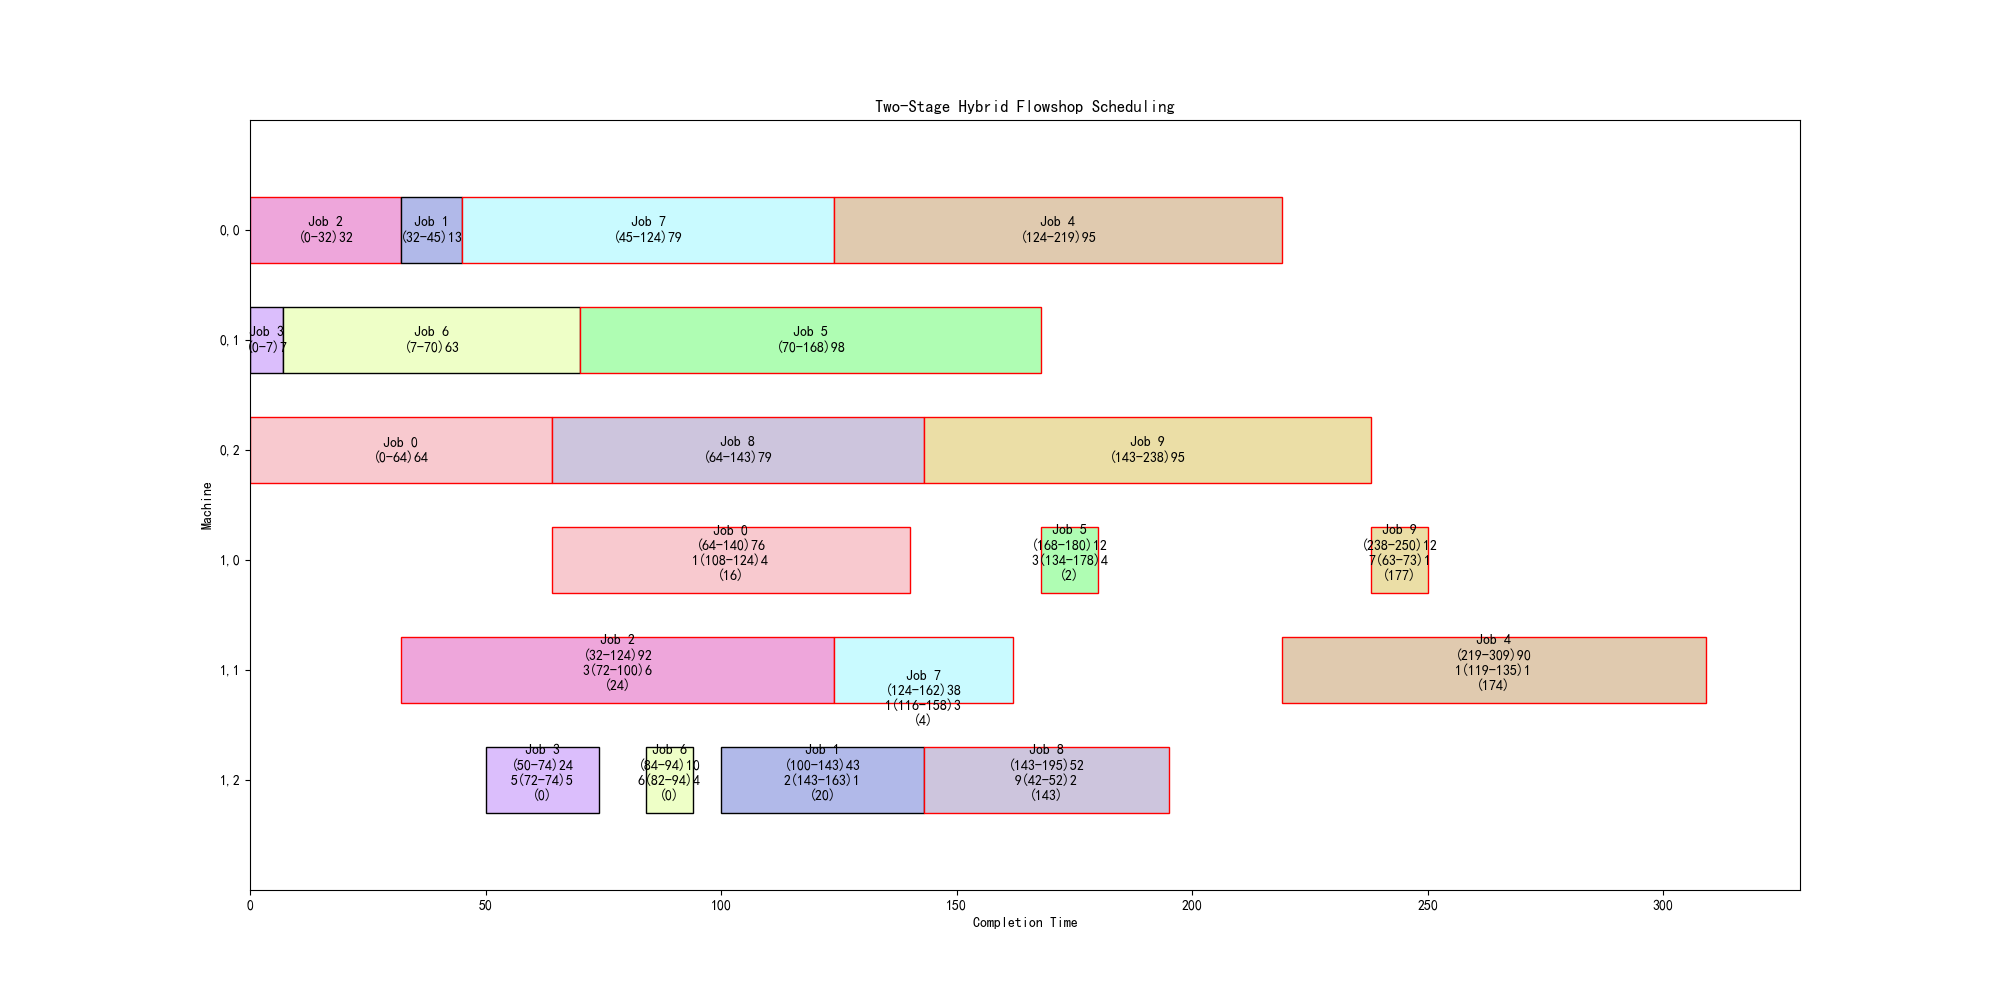 Two-Stage Hybrid Flowshop Scheduling
Machine
0,0
Job 2
(0-32)32
Job 1
(32-45)13
Job 7
(45-124)79
Job 4
(124-219)95
0,1
Job 3
(0-7)7
Job 6
(7-70)63
Job 5
(70-168)98
0,2
Job 0
(0-64)64
Job 8
(64-143)79
Job 9
(143-238)95
1,0
Job 0
(64-140)76
1(108-124)4
(16)
Job 5
(168-180)12
3(134-178)4
(2)
Job 9
(238-250)12
7(63-73)1
(177)
1,1
Job 2
(32-124)92
3(72-100)6
(24)
Job 7
(124-162)38
1(116-158)3
(4)
Job 4
(219-309)90
1(119-135)1
(174)
1,2
Job 3
(50-74)24
5(72-74)5
(0)
Job 6
(84-94)10
6(82-94)4
(0)
Job 1
(100-143)43
2(143-163)1
(20)
Job 8
(143-195)52
9(42-52)2
(143)
0
50
100
150
200
250
300
Completion Time